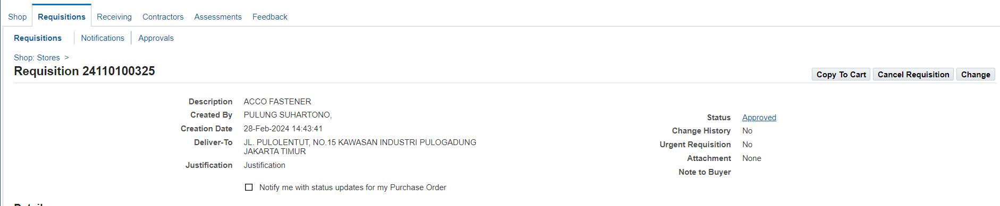 Shop Requisitions Receiving Contractors Assessments Feedback
Requisitions Notifications Approvals
Shop: Stores >
Requisition 24110100325
Copy To Cart Cancel Requisition Change
Description ACCO FASTENER
Created By PULUNG SUHARTONO,
Creation Date 28-Feb-2024 14:43:41
Deliver-To JL. PULOLENTUT, NO.15 KAWASAN INDUSTRI PULOGADUNG
JAKARTA TIMUR
Justification Justification
Notify me with status updates for my Purchase Order
Status Approved
Change History No
Urgent Requisition No
Attachment None
Note to Buyer